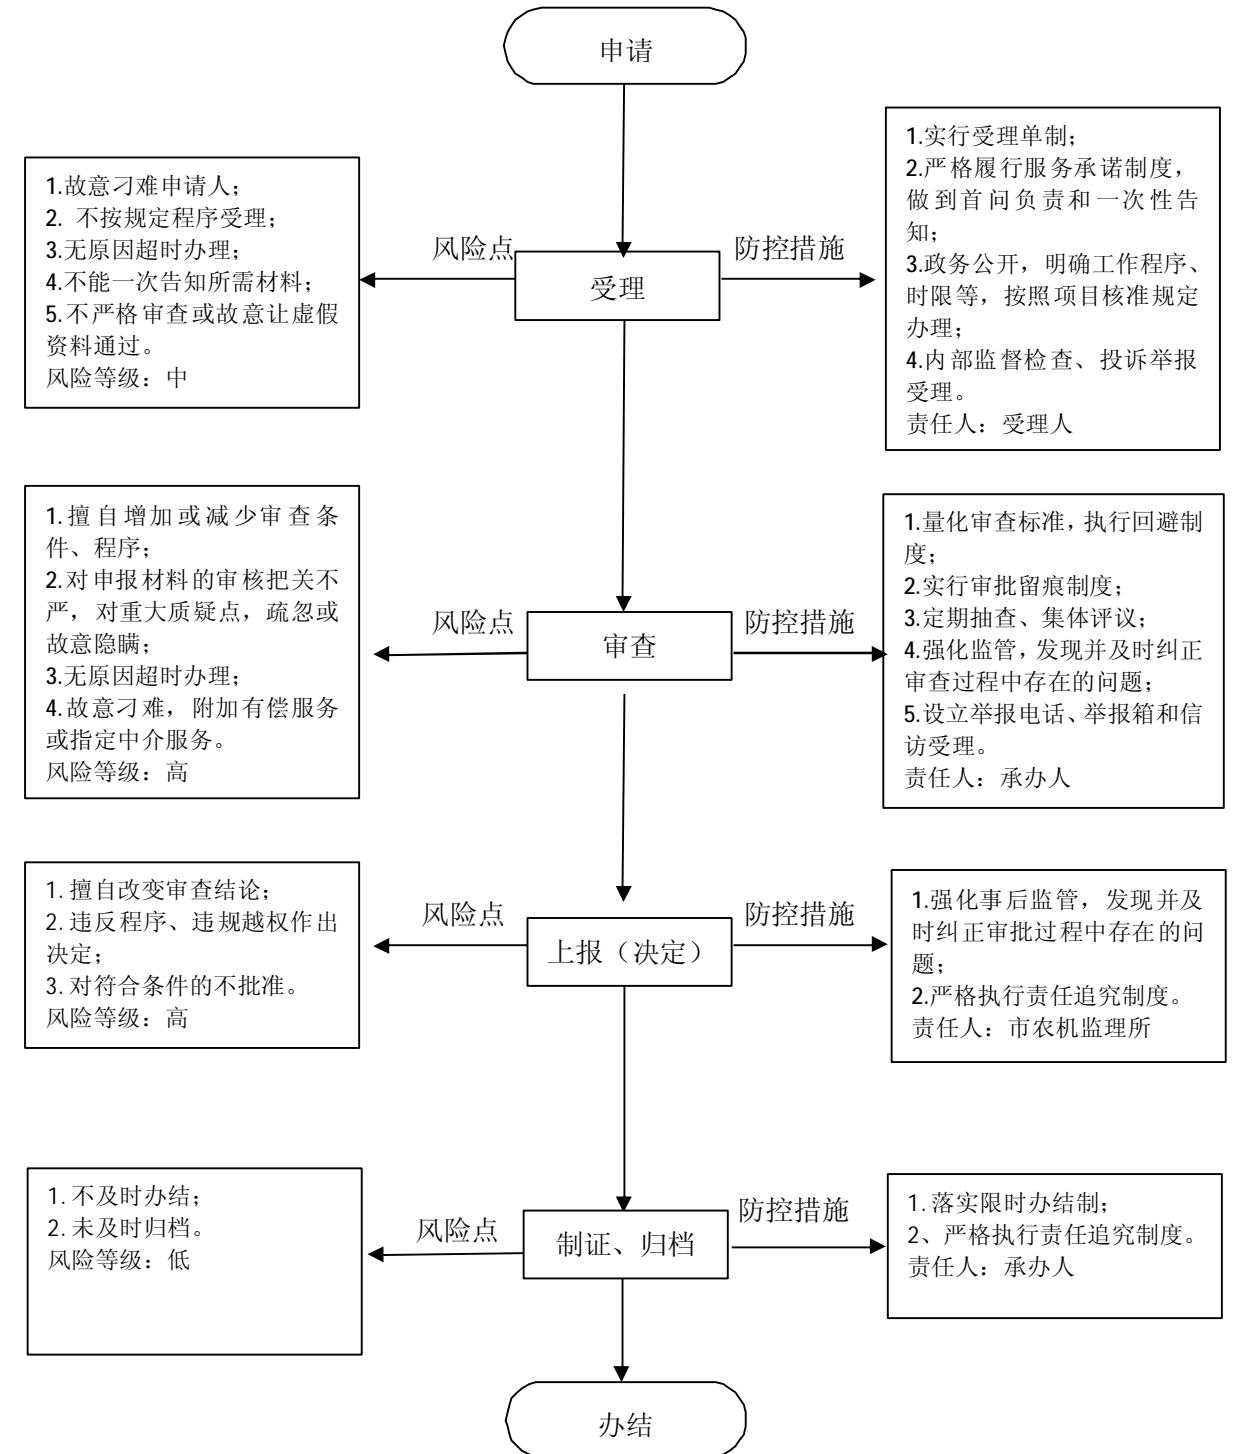 申请
1.故意刁难申请人；
2. 不按规定程序受理；
3.无原因超时办理；
4.不能一次告知所需材料；
5.不严格审查或故意让虚假
资料通过。
风险等级：中
风险点
受理
防控措施
1.实行受理单制；
2.严格履行服务承诺制度，
做到首问负责和一次性告
知；
3.政务公开，明确工作程序、
时限等，按照项目核准规定
办理；
4.内部监督检查、投诉举报
受理。
责任人：受理人
1.擅自增加或减少审查条
件、程序；
2.对申报材料的审核把关不
严，对重大质疑点，疏忽或
故意隐瞒；
3.无原因超时办理；
4.故意刁难，附加有偿服务
或指定中介服务。
风险等级：高
风险点
审查
防控措施
1.量化审查标准，执行回避制
度；
2.实行审批留痕制度；
3.定期抽查、集体评议；
4.强化监管，发现并及时纠正
审查过程中存在的问题；
5.设立举报电话、举报箱和信
访受理。
责任人：承办人
1.擅自改变审查结论；
2.违反程序、违规越权作出
决定；
3.对符合条件的不批准。
风险等级：高
风险点
上报（决定）
防控措施
1.强化事后监管，发现并及
时纠正审批过程中存在的问
题；
2.严格执行责任追究制度。
责任人：市农机监理所
1.不及时办结；
2.未及时归档。
风险等级：低
风险点
制证、归档
防控措施
1.落实限时办结制；
2、严格执行责任追究制度。
责任人：承办人
办结